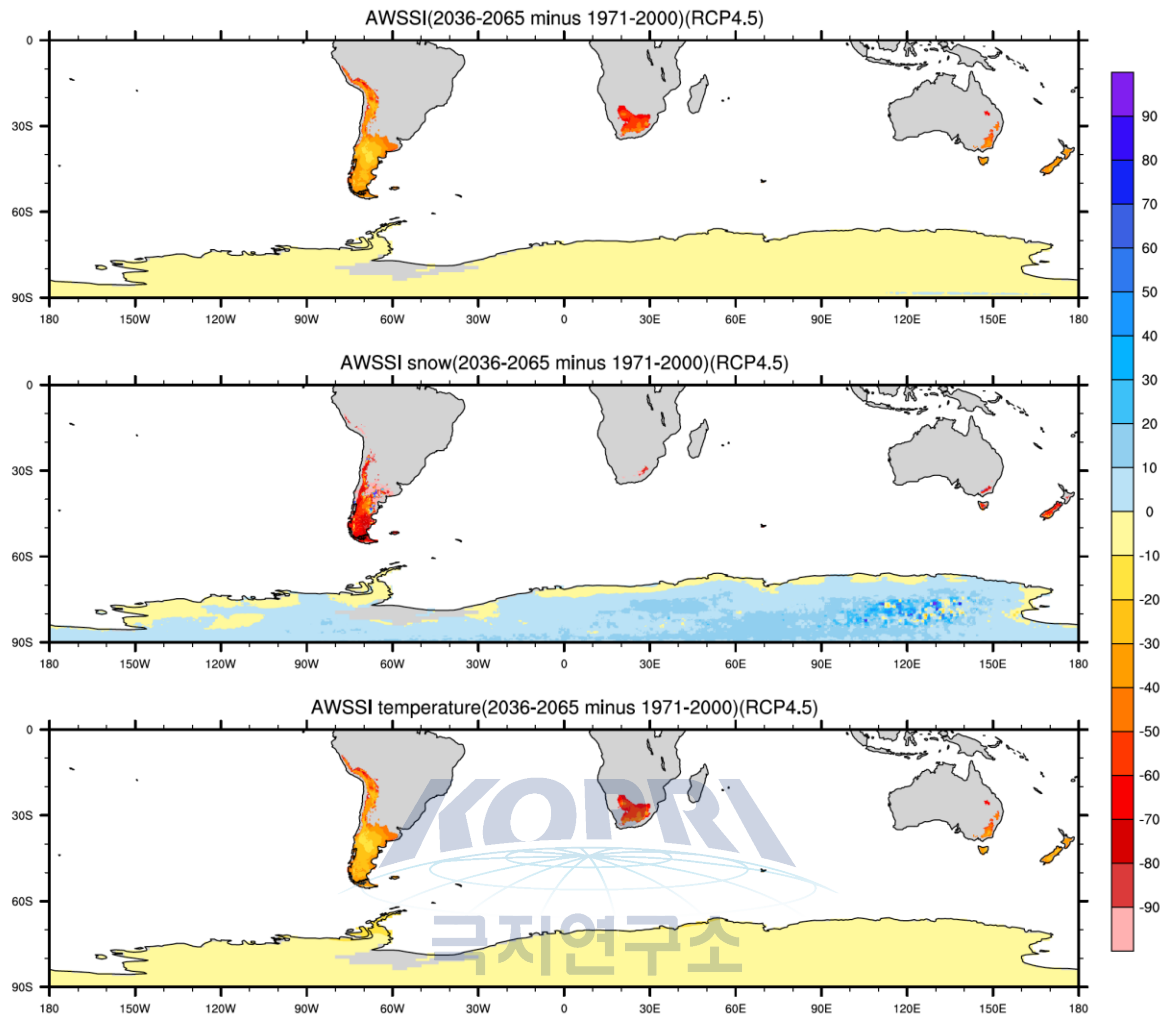 AWSSI(2036-2065 minus 1971-2000)(RCP4.5)
0
30S
60S
90S
180 150W 120W 90W 60W 30W 0 30E 60E 90E 120E 150E 180
AWSSI snow(2036-2065 minus 1971-2000)(RCP4.5)
0
30S
60S
90S
180 150W 120W 90W 60W 30W 0 30E 60E 90E 120E 150E 180
AWSSI temperature(2036-2065 minus 1971-2000)(RCP4.5)
0
30S
60S
90S
180 150W 120W 90W 60W 30W 0 30E 60E 90E 120E 150E 180
KOPRI
극지연구소
90
80
70
60
50
40
30
20
10
0
-10
-20
-30
-40
-50
-60
-70
-80
-90